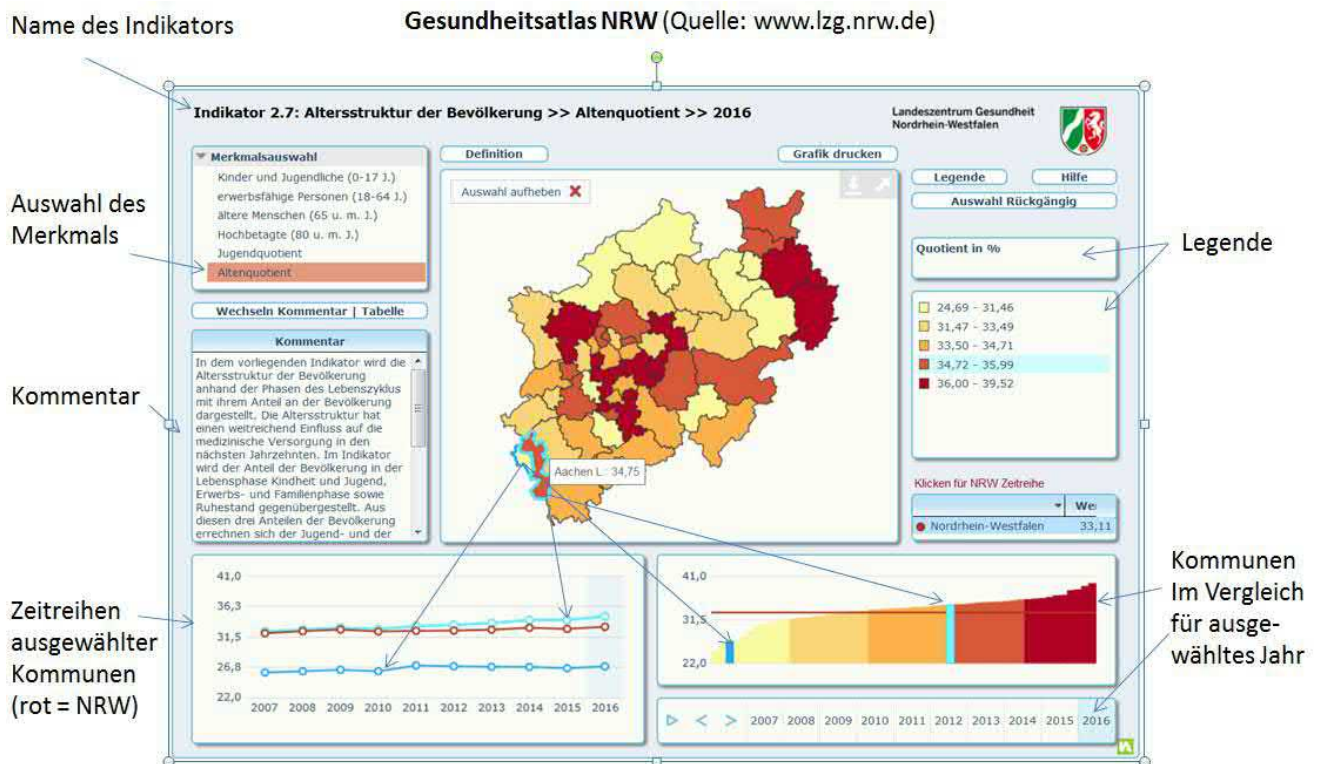 Gesundheitsatlas NRW (Quelle: www.lzg.nrw.de)
Name des Indikators
Indikator 2.7: Altersstruktur der Bevölkerung >> Altenquotient >> 2016
Landeszentrum Gesundheit
Nordrhein-Westfalen
Auswahl des
Merkmals
Merkmalsauswahl
Kinder und Jugendliche (0-17 J.)
erwerbsfähige Personen (18-64 J.)
ältere Menschen (65 u. m. J.)
Hochbetagte (80 u. m. J.)
Jugendquotient
Altenquotient
Wechseln Kommentar | Tabelle
Kommentar
Kommentar
In dem vorliegenden Indikator wird die
Altersstruktur der Bevölkerung
anhand der Phasen des Lebenszyklus
mit ihrem Anteil an der Bevölkerung
dargestellt. Die Altersstruktur hat
einen weitreichend Einfluss auf die
medizinische Versorgung in den
nächsten Jahrzehnten. Im Indikator
wird der Anteil der Bevölkerung in der
Lebensphase Kindheit und Jugend,
Erwerbs- und Familienphase sowie
Ruhestand gegenübergestellt. Aus
diesen drei Anteilen der Bevölkerung
errechnen sich der Jugend- und der
Definition
Grafik drucken
Auswahl aufheben
Aachen L.: 34,75
Legende
Hilfe
Auswahl Rückgängig
Quotient in %
Legende
24,69 - 31,46
31,47 - 33,49
33,50 - 34,71
34,72 - 35,99
36,00 - 39,52
Klicken für NRW Zeitreihe
We
Nordrhein-Westfalen 33,11
Zeitreihen
ausgewählter
Kommunen
(rot = NRW)
41,0
36,3
31,5
26,8
22,0
2007 2008 2009 2010 2011 2012 2013 2014 2015 2016
41,0
31,5
22,0
2007 2008 2009 2010 2011 2012 2013 2014 2015 2016
Kommunen
Im Vergleich
für ausge-
wähltes Jahr